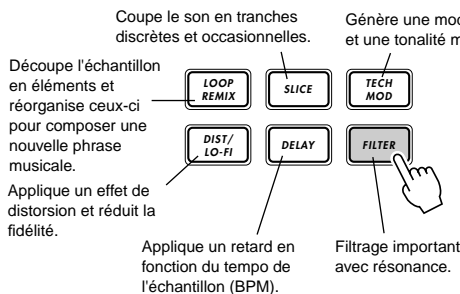 Coupe le son en tranches
discrètes et occasionnelles.
Génère une mod
et une tonalité m
Découpe l'échantillon
en éléments et
réorganise ceux-ci
pour composer une
nouvelle phrase
musicale.
LOOP
REMIX
SLICE
TECH
MOD
DIST/
LO-FI
DELAY
FILTER
Applique un effet de
distorsion et réduit la
fidélité.
Applique un retard en
fonction du tempo de
l'échantillon (BPM).
Filtrage important
avec résonance.